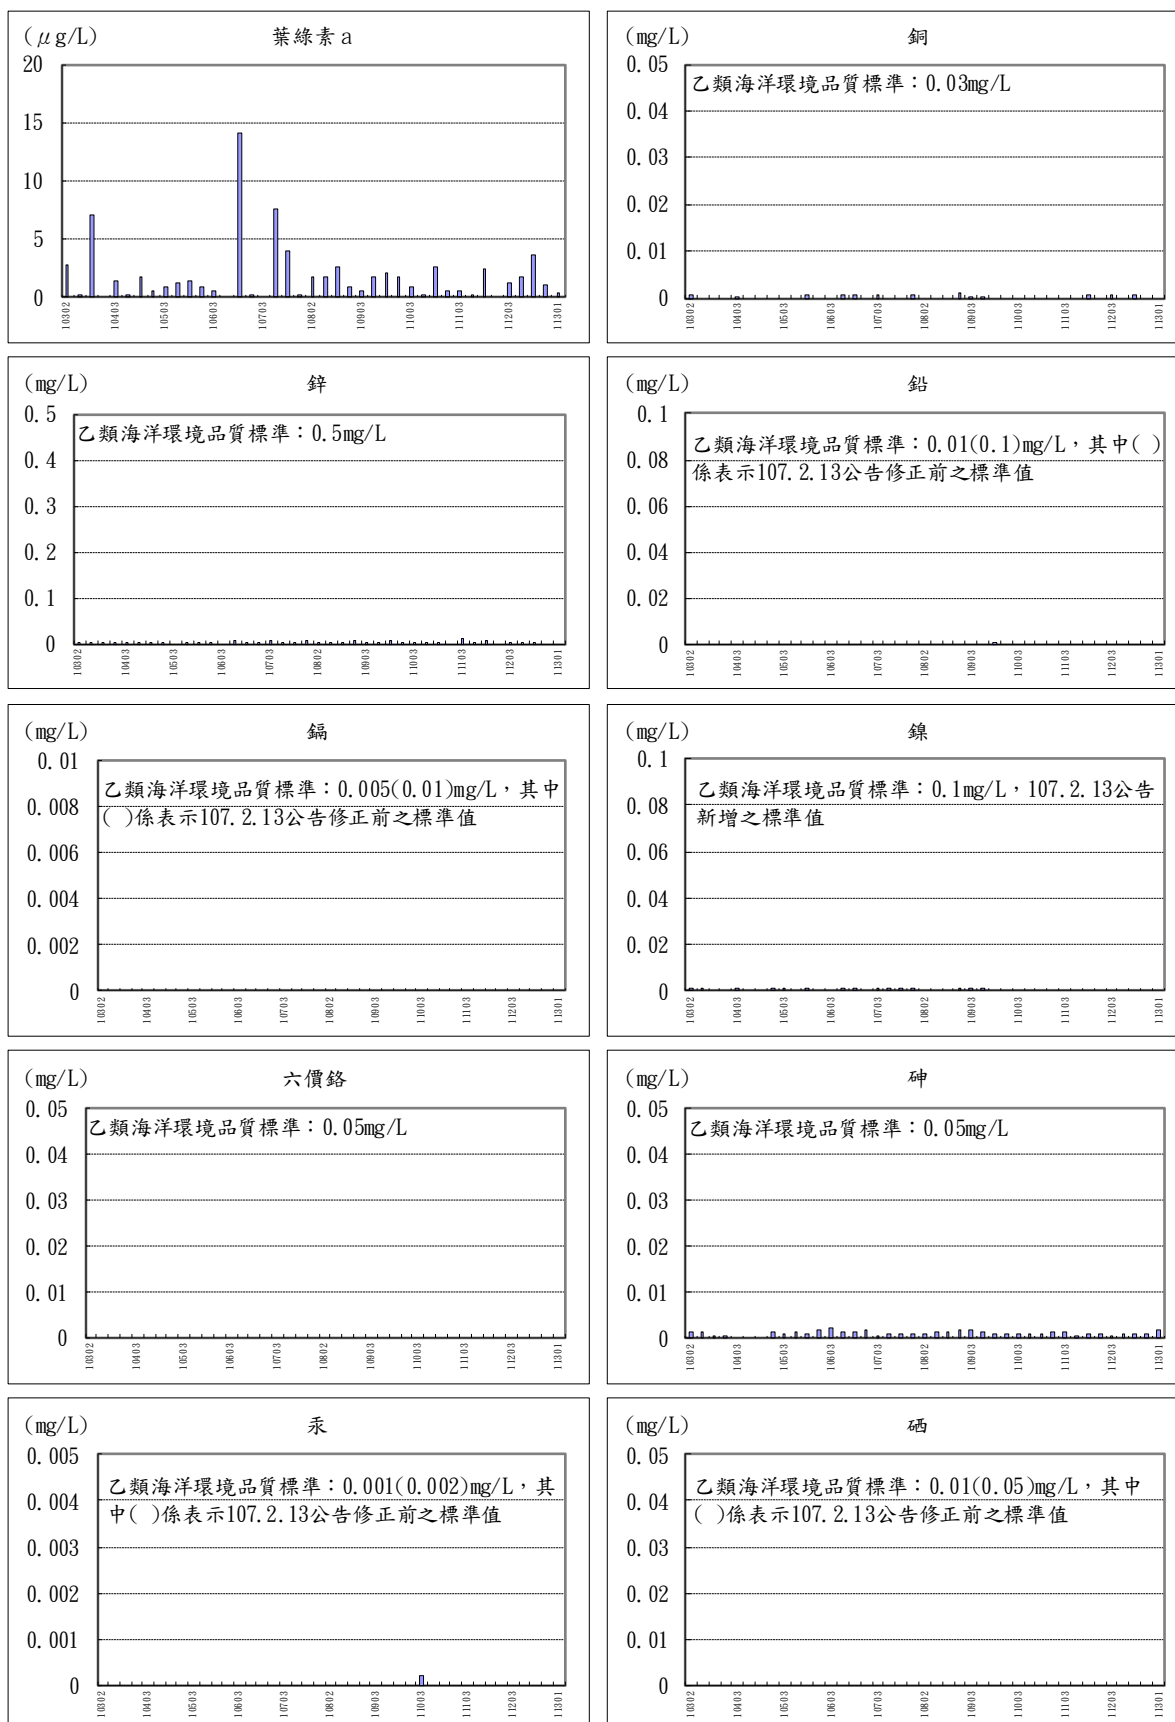 (μg/L) 葉綠素a
20
15
10
5
0
10302 10403 10503 10603 10703 10802 10903 11003 11103 11203 11301
(mg/L) 銅
乙類海洋環境品質標準：0.03mg/L
0.05
0.04
0.03
0.02
0.01
0
10302 10403 10503 10603 10703 10802 10903 11003 11103 11203 11301
(mg/L) 鋅
乙類海洋環境品質標準：0.5mg/L
0.5
0.4
0.3
0.2
0.1
0
10302 10403 10503 10603 10703 10802 10903 11003 11103 11203 11301
(mg/L) 鉛
0.1
乙類海洋環境品質標準：0.01(0.1)mg/L，其中( )
係表示107.2.13公告修正前之標準值
0.08
0.06
0.04
0.02
0
10302 10403 10503 10603 10703 10802 10903 11003 11103 11203 11301
(mg/L) 鎘
0.01
乙類海洋環境品質標準：0.005(0.01)mg/L，其中
( )係表示107.2.13公告修正前之標準值
0.008
0.006
0.004
0.002
0
10302 10403 10503 10603 10703 10802 10903 11003 11103 11203 11301
(mg/L) 鎳
0.1
乙類海洋環境品質標準：0.1mg/L，107.2.13公告
新增之標準值
0.08
0.06
0.04
0.02
0
10302 10403 10503 10603 10703 10802 10903 11003 11103 11203 11301
(mg/L) 六價鉻
0.05
乙類海洋環境品質標準：0.05mg/L
0.04
0.03
0.02
0.01
0
10302 10403 10503 10603 10703 10802 10903 11003 11103 11203 11301
(mg/L) 砷
0.05
乙類海洋環境品質標準：0.05mg/L
0.04
0.03
0.02
0.01
0
10302 10403 10503 10603 10703 10802 10903 11003 11103 11203 11301
(mg/L) 汞
0.005
乙類海洋環境品質標準：0.001(0.002)mg/L，其
中( )係表示107.2.13公告修正前之標準值
0.004
0.003
0.002
0.001
0
10302 10403 10603 10703 10903 10003 11103 11203 11301
(mg/L) 硒
0.05
乙類海洋環境品質標準：0.01(0.05)mg/L，其中
( )係表示107.2.13公告修正前之標準值
0.04
0.03
0.02
0.01
0
10302 10403 10503 10603 10703 10802 10903 11003 11103 11203 11301